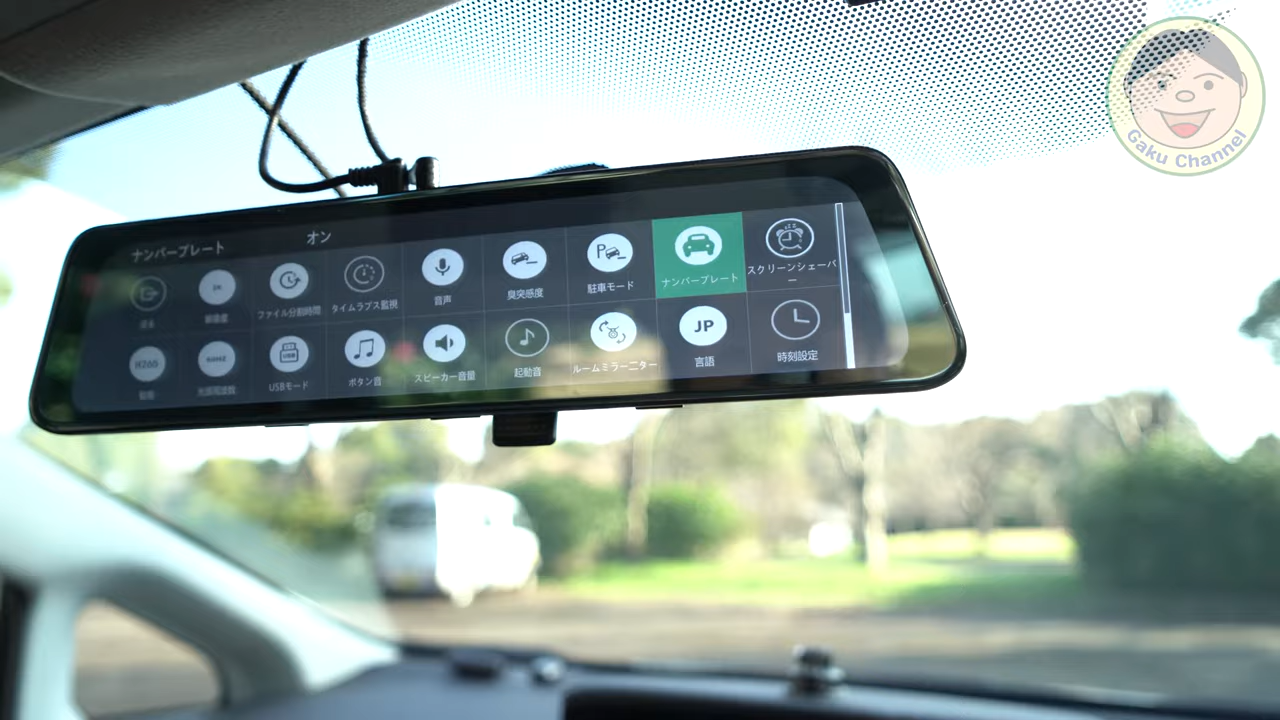 Gaku Channel
ナンバープレート オン
ファイル分割時間 タイムラプス監視 音声 臭突感度 駐車モード ナンバープレート スクリーンシェーバー
H265 USBモード ボタン音 スピーカー音量 起動音 ルームミラーニター JP 言語 時刻設定